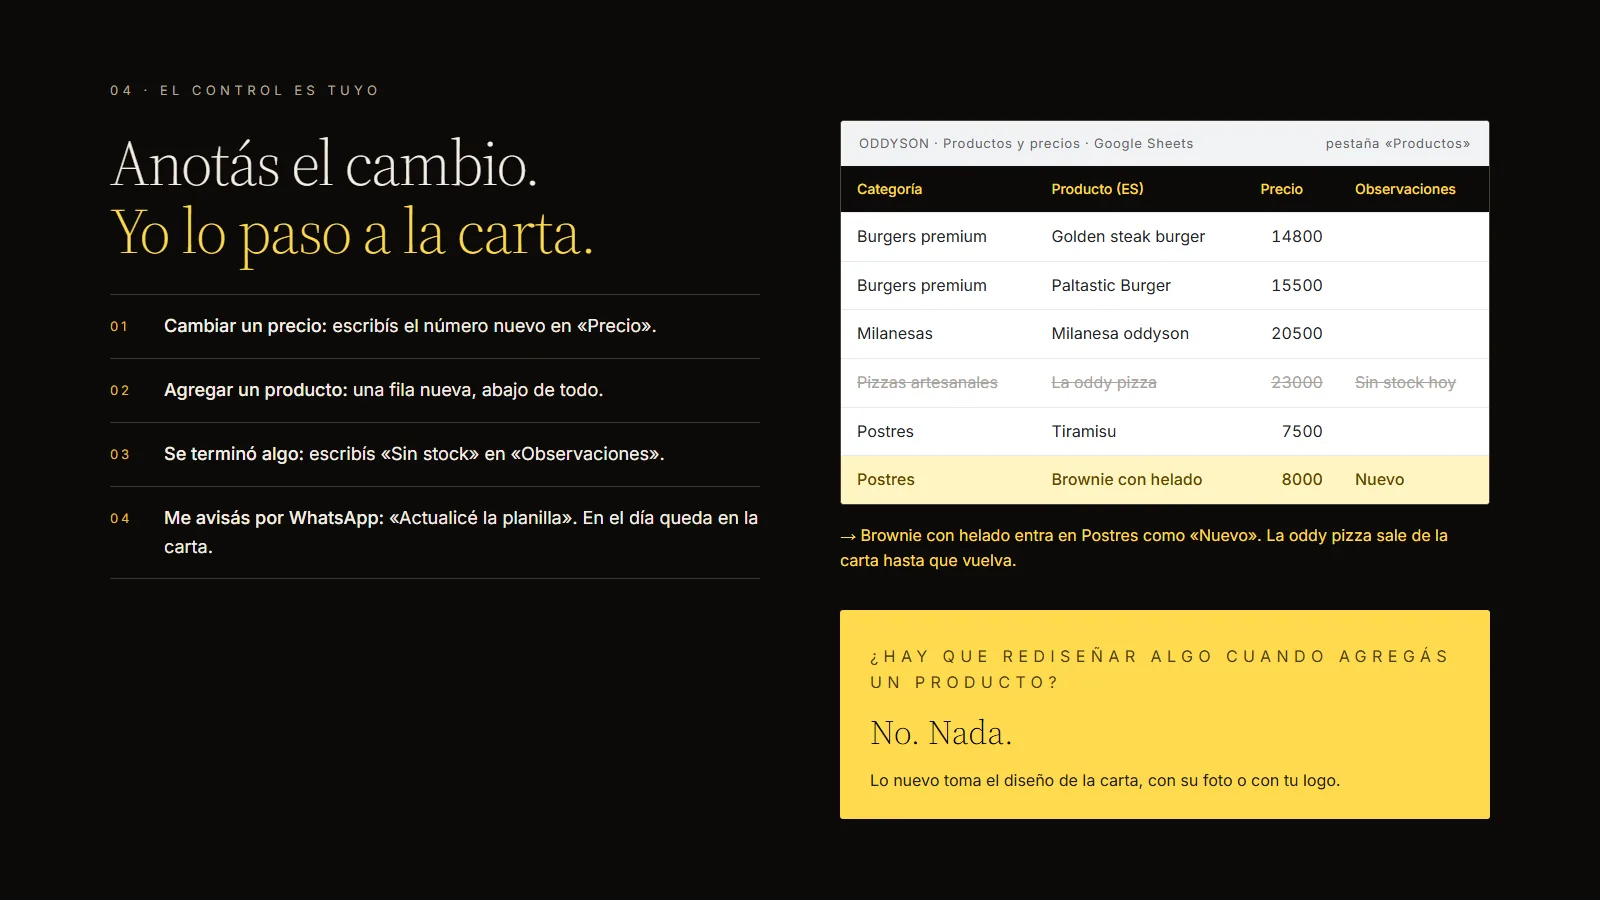 04 · EL CONTROL ES TUYO
Anotás el cambio.
Yo lo paso a la carta.
01 Cambiar un precio: escribís el número nuevo en «Precio».
02 Agregar un producto: una fila nueva, abajo de todo.
03 Se terminó algo: escribís «Sin stock» en «Observaciones».
04 Me avisás por WhatsApp: «Actualicé la planilla». En el día queda en la
carta.
ODDYSON · Productos y precios · Google Sheets pestaña «Productos»
Categoría Producto (ES) Precio Observaciones
Burgers premium Golden steak burger 14800
Burgers premium Paltastic Burger 15500
Milanesas Milanesa oddyson 20500
Pizzas artesanales La oddy pizza 23000 Sin stock hoy
Postres Tiramisu 7500
Postres Brownie con helado 8000 Nuevo
→ Brownie con helado entra en Postres como «Nuevo». La oddy pizza sale de la
carta hasta que vuelva.
¿HAY QUE REDISEÑAR ALGO CUANDO AGREGÁS
UN PRODUCTO?
No. Nada.
Lo nuevo toma el diseño de la carta, con su foto o con tu logo.